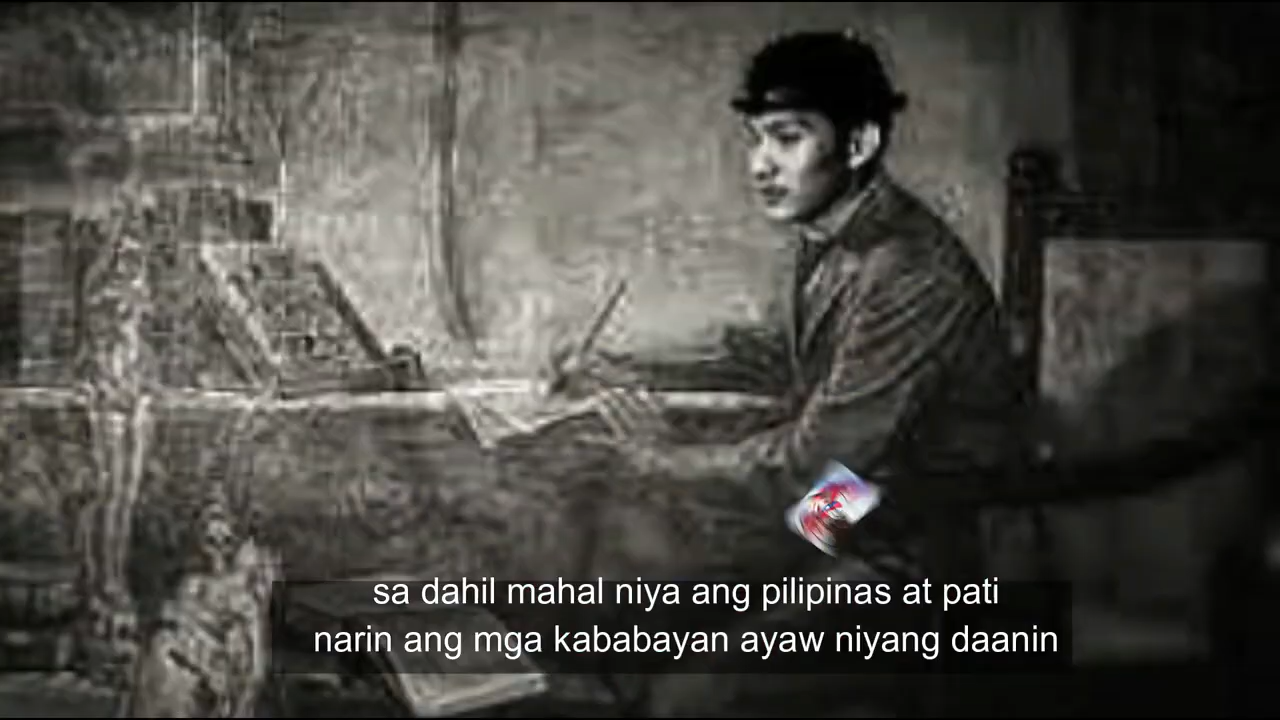 sa dahil mahal niya ang pilipinas at pati
narin ang mga kababayan ayaw niyang daanin